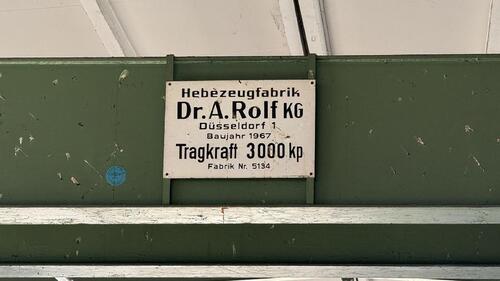 Hebezeugfabrik
Dr. A. Rolf KG
Düsseldorf 1
Baujahr 1967
Tragkraft 3000 kp
Fabrik Nr. 5134